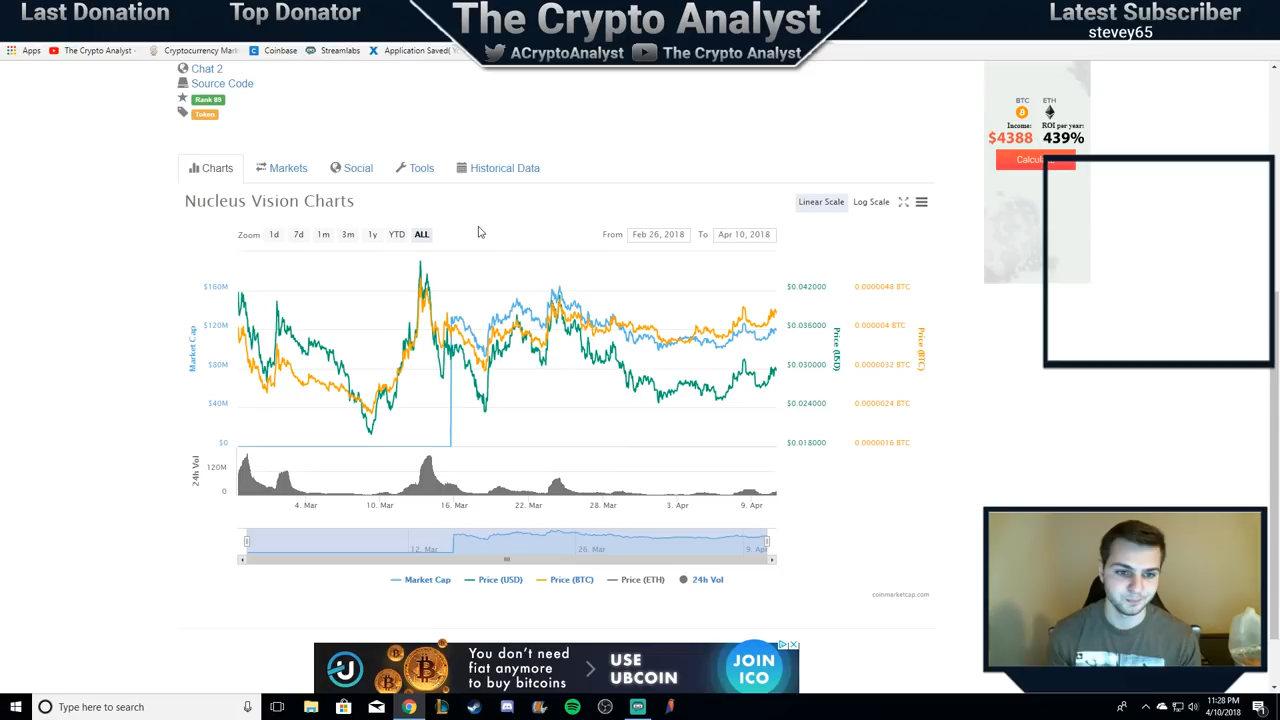 The Crypto Analyst
Latest Subscriber
stevey65
ACryptoAnalyst The Crypto Analyst
Apps The Crypto Analyst - Cryptocurrency Mark Coinbase Streamlabs Application Saved(
Chat 2
Source Code
Rank 89
Token
BTC ETH
Income: ROI per year:
$4388 439%
Charts Markets Social Tools Historical Data
Nucleus Vision Charts
Linear Scale Log Scale
Zoom 1d 7d 1m 3m 1y YTD ALL
From Feb 26, 2018 To Apr 10, 2018
$160M $0.042000 0.0000048 BTC
$120M $0.036000 0.000004 BTC
$80M $0.030000 0.0000032 BTC
$40M $0.024000 0.0000024 BTC
$0 $0.018000 0.0000016 BTC
Market Cap
Price (USD)
Price (BTC)
24h Vol
120M
0
4. Mar 10. Mar 16. Mar 22. Mar 28. Mar 3. Apr 9. Apr
12. Mar 26. Mar 9. Apr
Market Cap Price (USD) Price (BTC) Price (ETH) 24h Vol
coinmarketcap.com
You don't need
fiat anymore
to buy bitcoins
USE
UBCOIN
JOIN
ICO
Type here to search
11:28 PM
4/10/2018